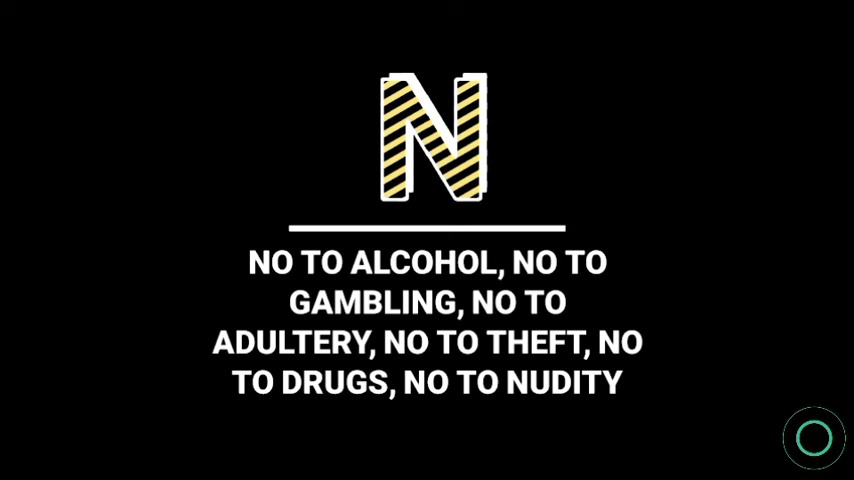 N
NO TO ALCOHOL, NO TO
GAMBLING, NO TO
ADULTERY, NO TO THEFT, NO
TO DRUGS, NO TO NUDITY